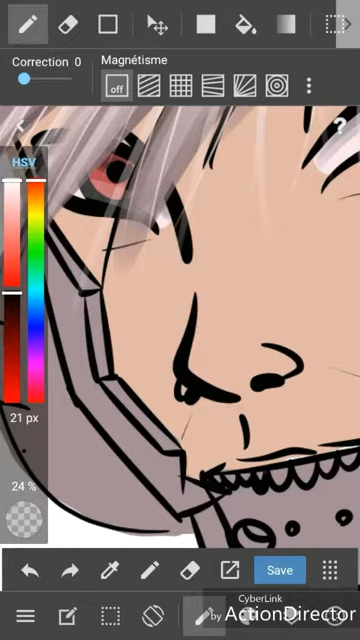 Correction 0
Magnétisme
off
?
HSV
21 px
24 %
Save
CyberLink
by ActionDirector